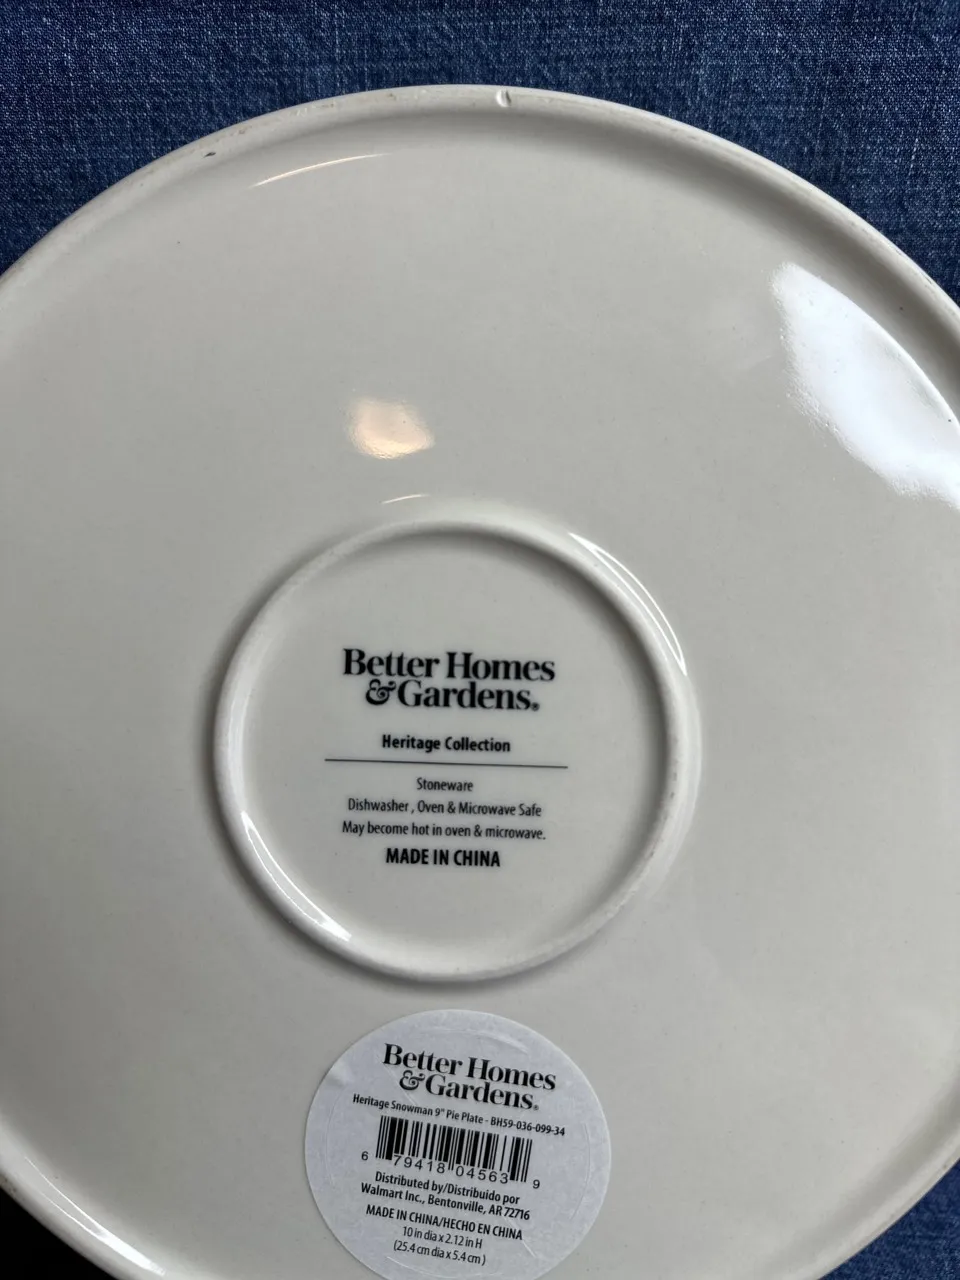 Better Homes
& Gardens®
Heritage Collection
Stoneware
Dishwasher , Oven & Microwave Safe
May become hot in oven & microwave.
MADE IN CHINA
Better Homes
& Gardens®
Heritage Snowman 9" Pie Plate - BH59-036-099-34
6 79418 04563 9
Distributed by/Distribuido por
Walmart Inc., Bentonville, AR 72716
MADE IN CHINA/HECHO EN CHINA
10 in dia x 2.12 in H
(25.4 cm dia x 5.4 cm )